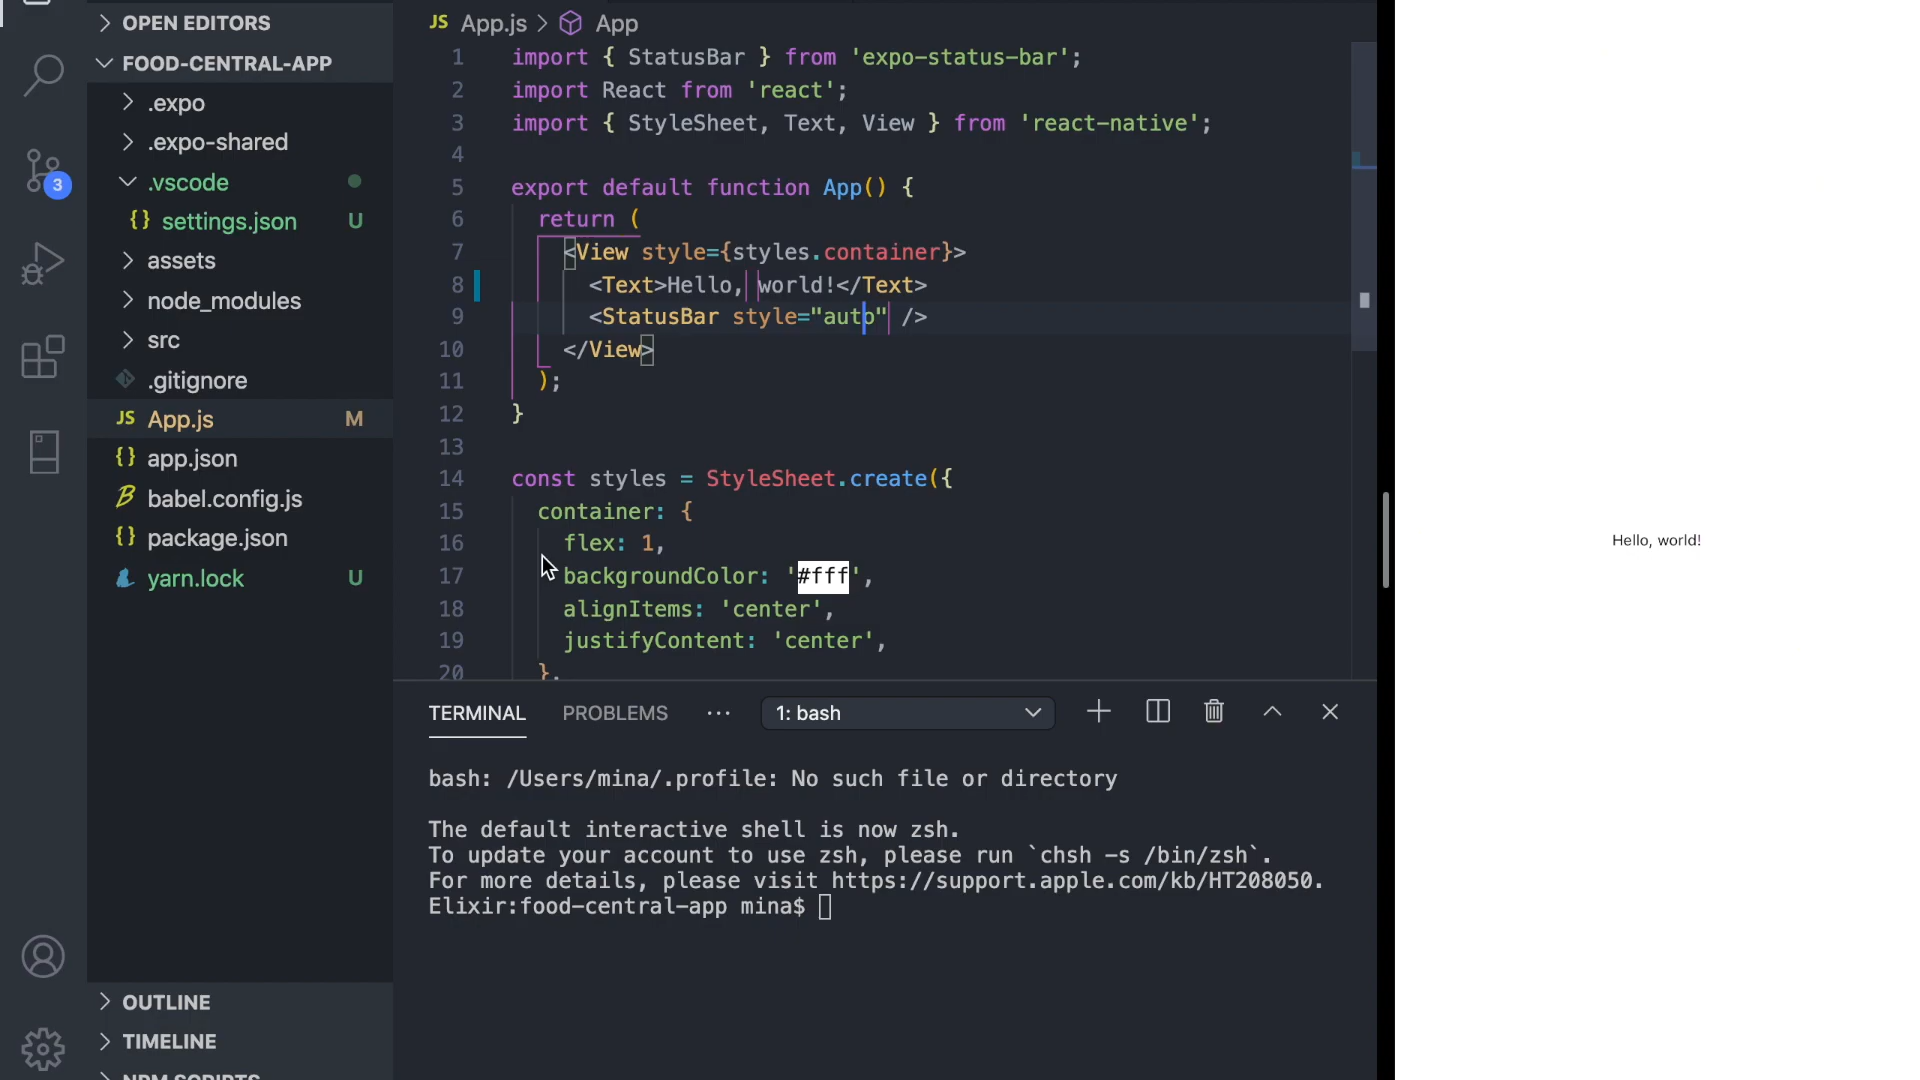 OPEN EDITORS
FOOD-CENTRAL-APP
.expo
.expo-shared
.vscode
{} settings.json U
assets
node_modules
src
.gitignore
JS App.js M
{} app.json
babel.config.js
{} package.json
yarn.lock U
OUTLINE
TIMELINE
NPM SCRIPTS
3
JS App.js > App
1 import { StatusBar } from 'expo-status-bar';
2 import React from 'react';
3 import { StyleSheet, Text, View } from 'react-native';
4
5 export default function App() {
6 return (
7 <View style={styles.container}>
8 <Text>Hello, world!</Text>
9 <StatusBar style="auto" />
10 </View>
11 );
12 }
13
14 const styles = StyleSheet.create({
15 container: {
16 flex: 1,
17 backgroundColor: '#fff',
18 alignItems: 'center',
19 justifyContent: 'center',
20 },
TERMINAL PROBLEMS ··· 1: bash
bash: /Users/mina/.profile: No such file or directory
The default interactive shell is now zsh.
To update your account to use zsh, please run `chsh -s /bin/zsh`.
For more details, please visit https://support.apple.com/kb/HT208050.
Elixir:food-central-app mina$
Hello, world!